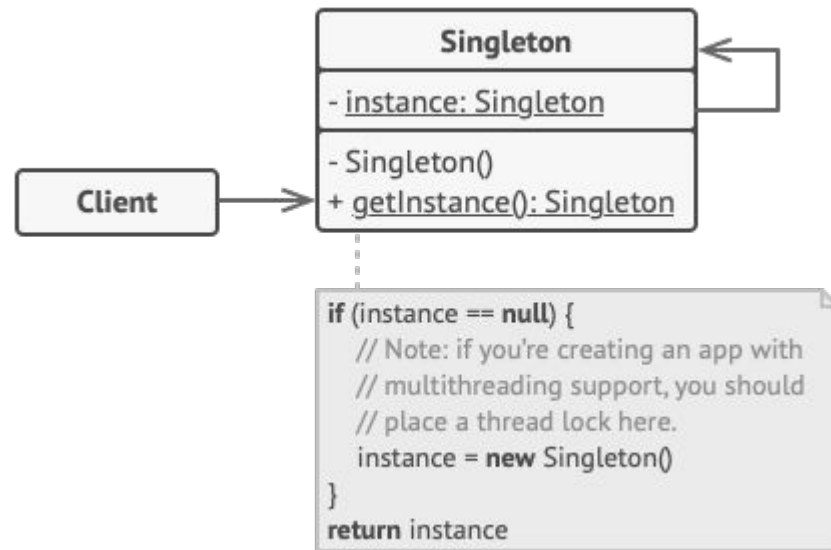 Singleton
- instance: Singleton
- Singleton()
+ getInstance(): Singleton
Client
if (instance == null) {
// Note: if you're creating an app with
// multithreading support, you should
// place a thread lock here.
instance = new Singleton()
}
return instance